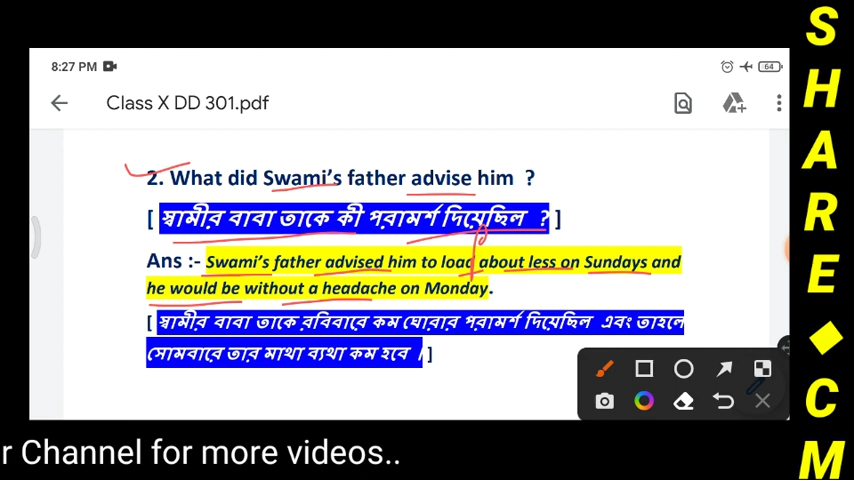 8:27 PM
64
Class X DD 301.pdf
2. What did Swami's father advise him ?
[ স্বামীর বাবা তাকে কী পরামর্শ দিয়েছিল ? ]
Ans :- Swami's father advised him to load about less on Sundays and
he would be without a headache on Monday.
[ স্বামীর বাবা তাকে রবিবারে কম ঘোরার পরামর্শ দিয়েছিল এবং তাহলে
সোমবারে তার মাথা ব্যথা কম হবে । ]
r Channel for more videos..
SHARE◆CM